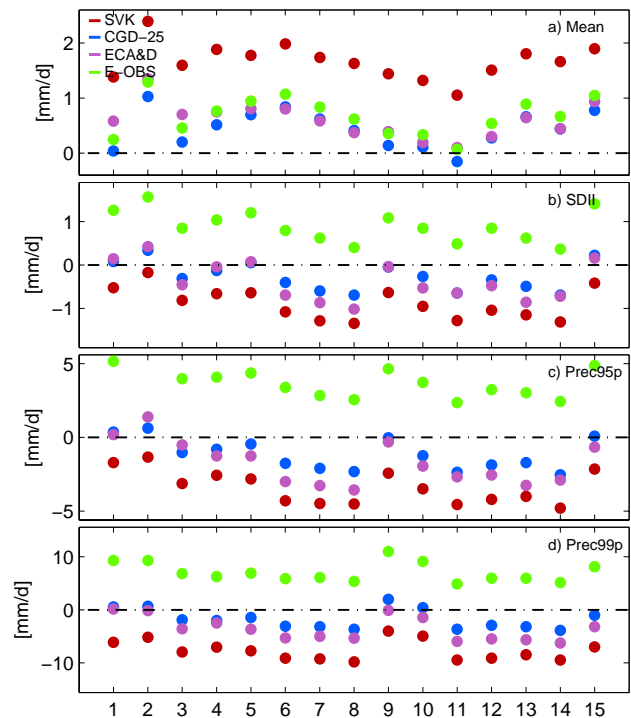 SVK
CGD-25
ECA&D
E-OBS
a) Mean
[mm/d]
2
1
0
b) SDII
[mm/d]
1
0
−1
c) Prec95p
[mm/d]
5
0
−5
d) Prec99p
[mm/d]
10
0
−10
1 2 3 4 5 6 7 8 9 10 11 12 13 14 15